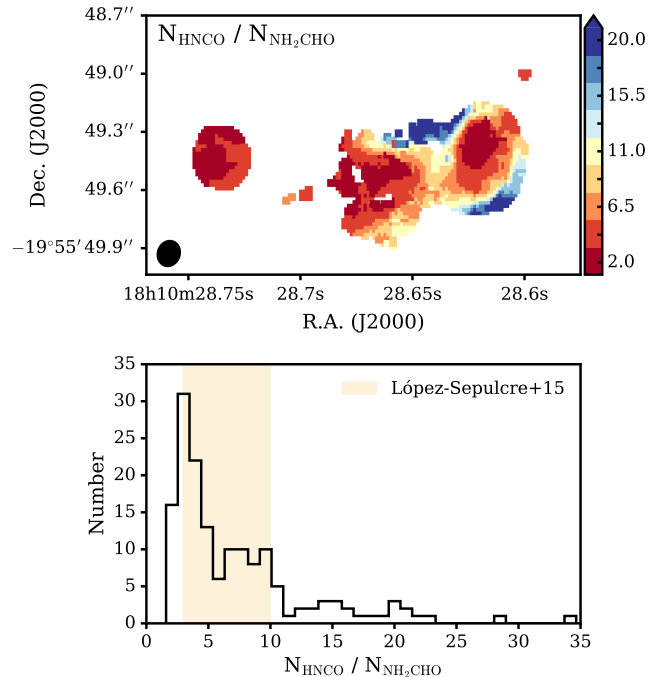 N_HNCO / N_NH₂CHO
48.7″
49.0″
49.3″
49.6″
−19°55′49.9″
Dec. (J2000)
18h10m28.75s 28.7s 28.65s 28.6s
R.A. (J2000)
20.0
15.5
11.0
6.5
2.0
35
30
25
20
15
10
5
0
Number
López-Sepulcre+15
0 5 10 15 20 25 30 35
N_HNCO / N_NH₂CHO